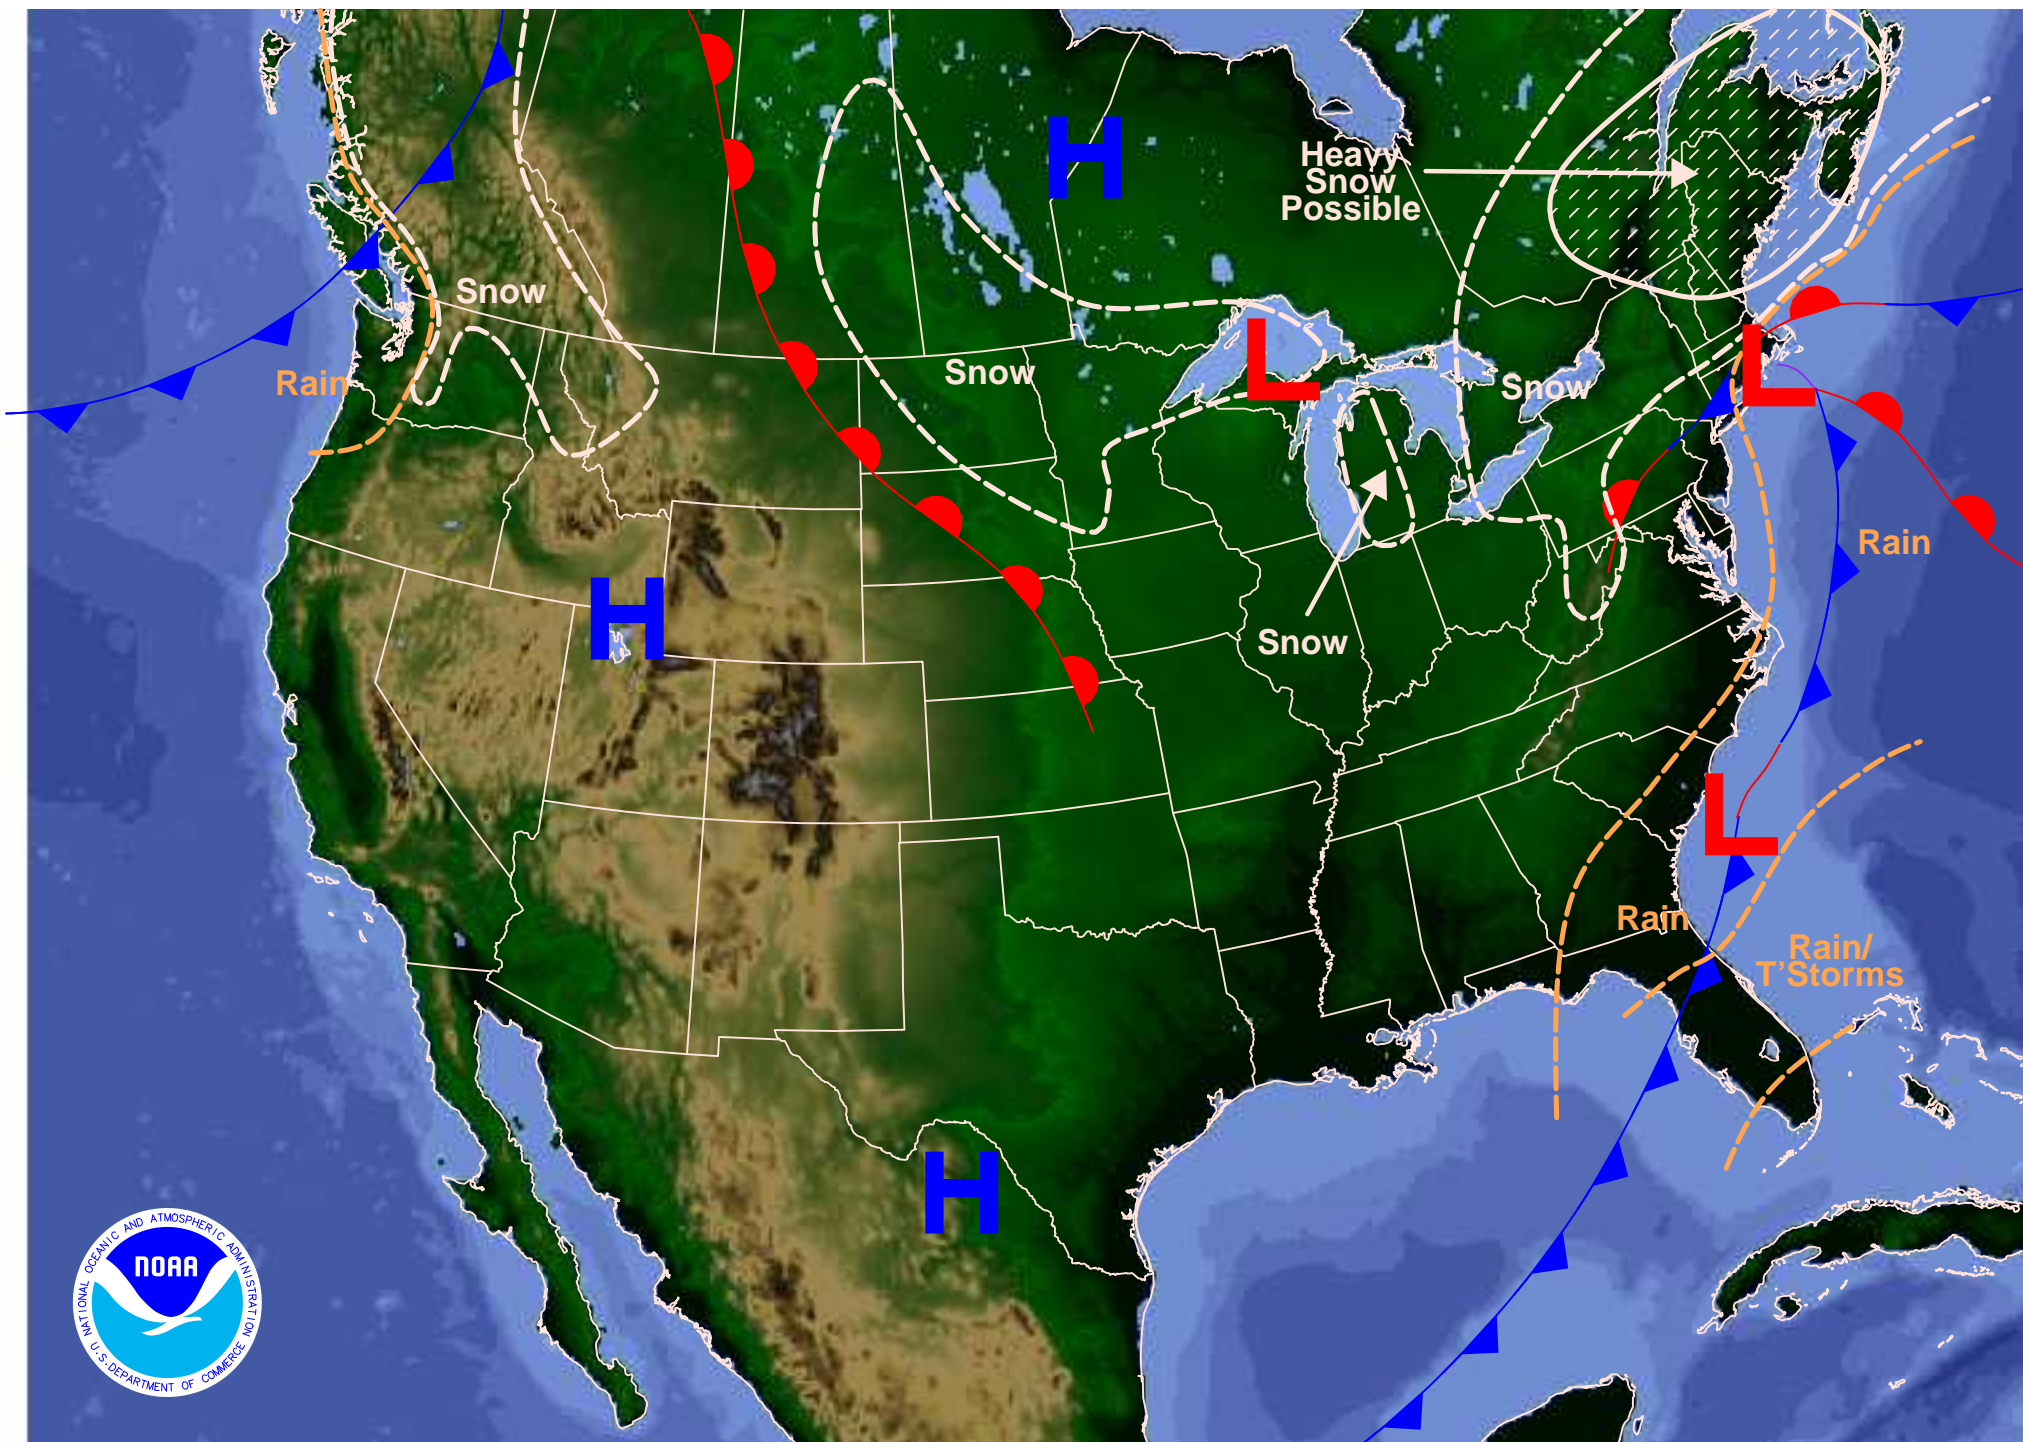 H
Heavy
Snow
Possible
Snow
Rain
L
Snow
Snow
L
Rain
H
Snow
L
Rain
Rain/
T'Storms
H
NATIONAL OCEANIC AND ATMOSPHERIC ADMINISTRATION
NOAA
U.S. DEPARTMENT OF COMMERCE